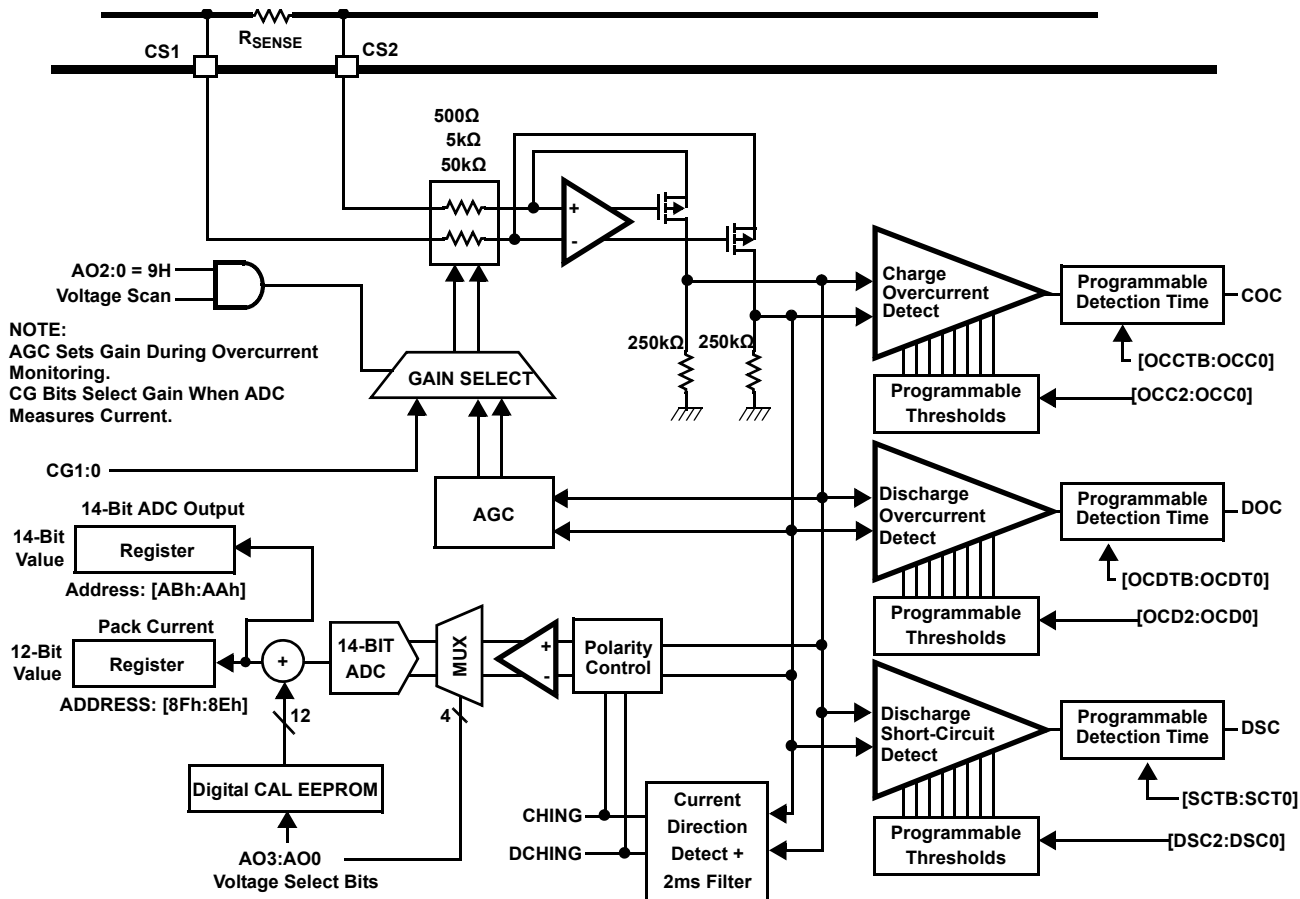 RSENSE
CS1
CS2
500Ω
5kΩ
50kΩ
+
-
AO2:0 = 9H
Voltage Scan
NOTE:
AGC Sets Gain During Overcurrent
Monitoring.
CG Bits Select Gain When ADC
Measures Current.
GAIN SELECT
250kΩ
250kΩ
Charge
Overcurrent
Detect
Programmable
Detection Time
COC
[OCCTB:OCC0]
Programmable
Thresholds
[OCC2:OCC0]
CG1:0
AGC
Discharge
Overcurrent
Detect
Programmable
Detection Time
DOC
[OCDTB:OCDT0]
Programmable
Thresholds
[OCD2:OCD0]
14-Bit ADC Output
14-Bit
Value
Register
Address: [ABh:AAh]
Pack Current
12-Bit
Value
Register
ADDRESS: [8Fh:8Eh]
+
14-BIT
ADC
MUX
+
-
Polarity
Control
12
4
Digital CAL EEPROM
AO3:AO0
Voltage Select Bits
CHING
DCHING
Current
Direction
Detect +
2ms Filter
Discharge
Short-Circuit
Detect
Programmable
Detection Time
DSC
[SCTB:SCT0]
Programmable
Thresholds
[DSC2:DSC0]